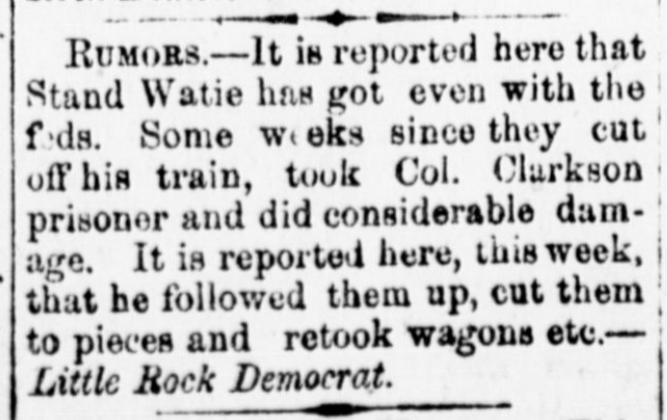 RUMORS.—It is reported here that
Stand Watie has got even with the
feds. Some weeks since they cut
off his train, took Col. Clarkson
prisoner and did considerable dam-
age. It is reported here, this week,
that he followed them up, cut them
to pieces and retook wagons etc.—
Little Rock Democrat.